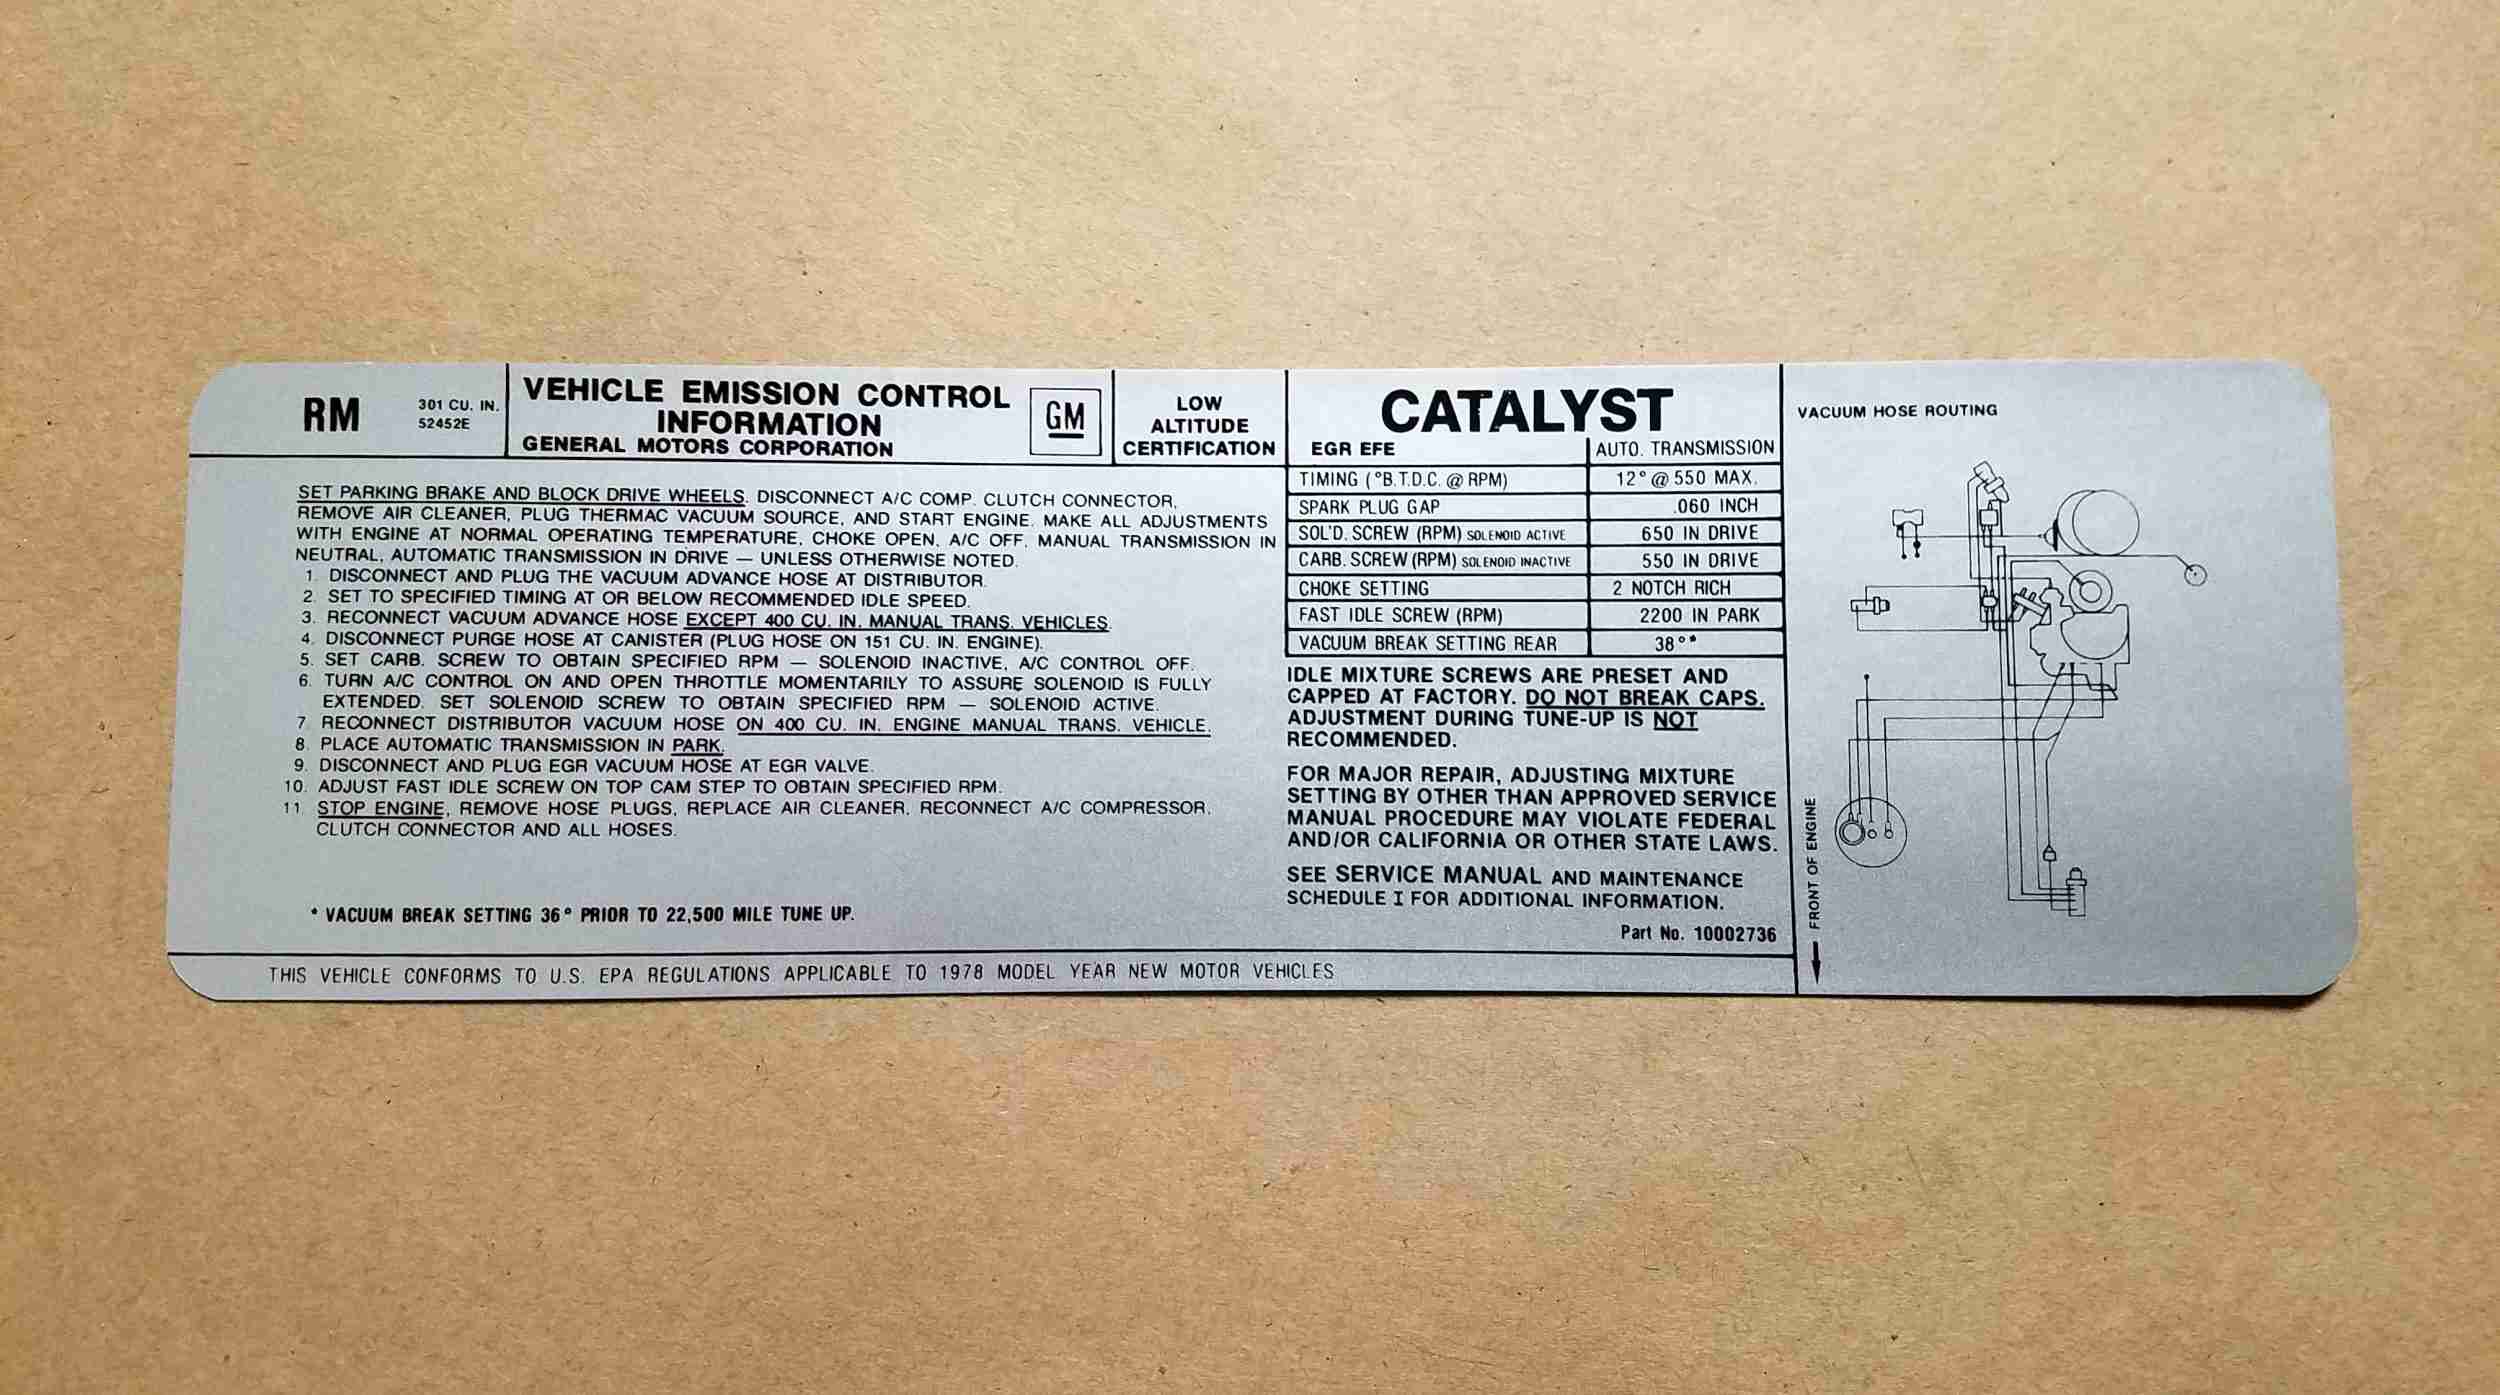 RM
301 CU. IN.
52452E
VEHICLE EMISSION CONTROL
INFORMATION
GENERAL MOTORS CORPORATION
GM
LOW
ALTITUDE
CERTIFICATION
SET PARKING BRAKE AND BLOCK DRIVE WHEELS. DISCONNECT A/C COMP. CLUTCH CONNECTOR,
REMOVE AIR CLEANER, PLUG THERMAC VACUUM SOURCE, AND START ENGINE. MAKE ALL ADJUSTMENTS
WITH ENGINE AT NORMAL OPERATING TEMPERATURE, CHOKE OPEN, A/C OFF, MANUAL TRANSMISSION IN
NEUTRAL, AUTOMATIC TRANSMISSION IN DRIVE — UNLESS OTHERWISE NOTED.
1. DISCONNECT AND PLUG THE VACUUM ADVANCE HOSE AT DISTRIBUTOR.
2. SET TO SPECIFIED TIMING AT OR BELOW RECOMMENDED IDLE SPEED.
3. RECONNECT VACUUM ADVANCE HOSE EXCEPT 400 CU. IN. MANUAL TRANS. VEHICLES.
4. DISCONNECT PURGE HOSE AT CANISTER (PLUG HOSE ON 151 CU. IN. ENGINE).
5. SET CARB. SCREW TO OBTAIN SPECIFIED RPM — SOLENOID INACTIVE, A/C CONTROL OFF.
6. TURN A/C CONTROL ON AND OPEN THROTTLE MOMENTARILY TO ASSURE SOLENOID IS FULLY
EXTENDED. SET SOLENOID SCREW TO OBTAIN SPECIFIED RPM — SOLENOID ACTIVE.
7. RECONNECT DISTRIBUTOR VACUUM HOSE ON 400 CU. IN. ENGINE MANUAL TRANS. VEHICLE.
8. PLACE AUTOMATIC TRANSMISSION IN PARK.
9. DISCONNECT AND PLUG EGR VACUUM HOSE AT EGR VALVE.
10. ADJUST FAST IDLE SCREW ON TOP CAM STEP TO OBTAIN SPECIFIED RPM.
11 STOP ENGINE, REMOVE HOSE PLUGS, REPLACE AIR CLEANER, RECONNECT A/C COMPRESSOR.
CLUTCH CONNECTOR AND ALL HOSES.
* VACUUM BREAK SETTING 36° PRIOR TO 22,500 MILE TUNE UP.
CATALYST
EGR EFE AUTO. TRANSMISSION
TIMING (°B.T.D.C. @ RPM) 12° @ 550 MAX.
SPARK PLUG GAP .060 INCH
SOL'D. SCREW (RPM) SOLENOID ACTIVE 650 IN DRIVE
CARB. SCREW (RPM) SOLENOID INACTIVE 550 IN DRIVE
CHOKE SETTING 2 NOTCH RICH
FAST IDLE SCREW (RPM) 2200 IN PARK
VACUUM BREAK SETTING REAR 38°*
IDLE MIXTURE SCREWS ARE PRESET AND
CAPPED AT FACTORY. DO NOT BREAK CAPS.
ADJUSTMENT DURING TUNE-UP IS NOT
RECOMMENDED.
FOR MAJOR REPAIR, ADJUSTING MIXTURE
SETTING BY OTHER THAN APPROVED SERVICE
MANUAL PROCEDURE MAY VIOLATE FEDERAL
AND/OR CALIFORNIA OR OTHER STATE LAWS.
SEE SERVICE MANUAL AND MAINTENANCE
SCHEDULE I FOR ADDITIONAL INFORMATION.
Part No. 10002736
VACUUM HOSE ROUTING
FRONT OF ENGINE
THIS VEHICLE CONFORMS TO U.S. EPA REGULATIONS APPLICABLE TO 1978 MODEL YEAR NEW MOTOR VEHICLES